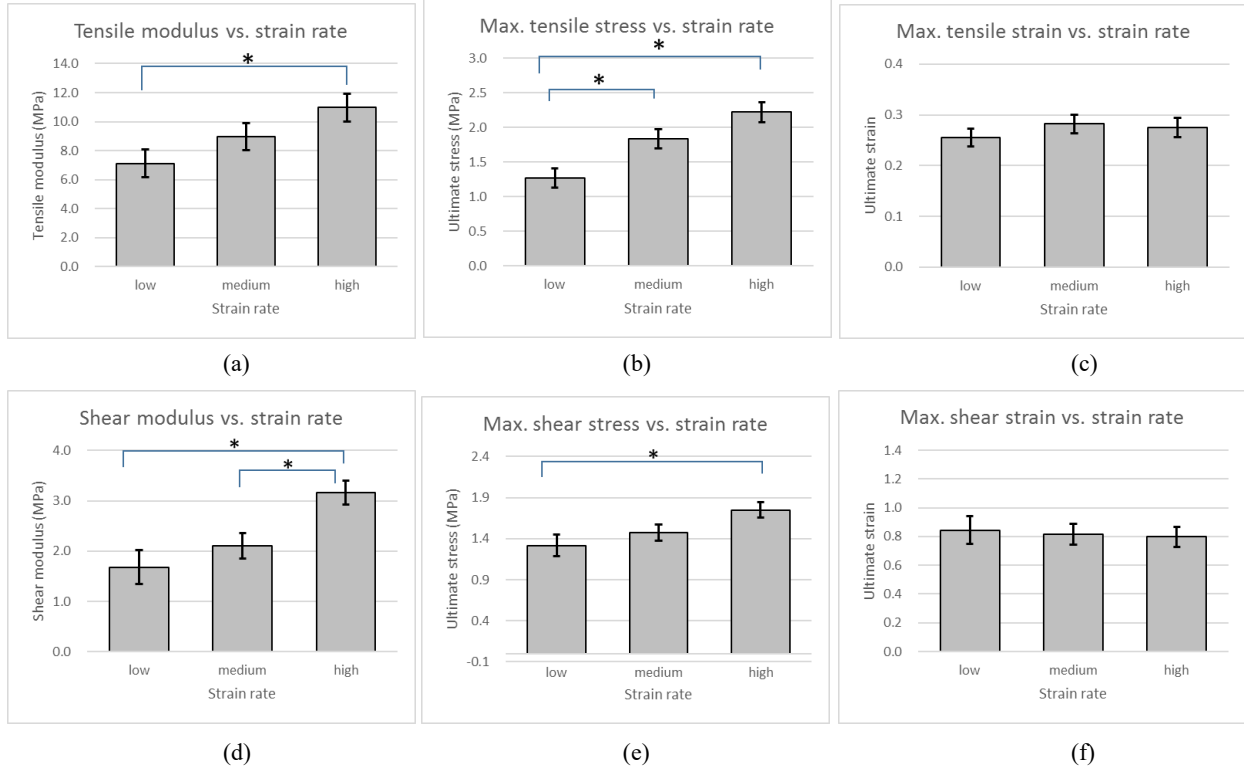 Tensile modulus vs. strain rate
*
14.0
12.0
10.0
8.0
6.0
4.0
2.0
0.0
Tensile modulus (MPa)
low medium high
Strain rate
(a)
Max. tensile stress vs. strain rate
*
*
3.0
2.5
2.0
1.5
1.0
0.5
0.0
Ultimate stress (MPa)
low medium high
Strain rate
(b)
Max. tensile strain vs. strain rate
0.4
0.3
0.2
0.1
0.0
Ultimate strain
low medium high
Strain rate
(c)
Shear modulus vs. strain rate
*
*
4.0
3.0
2.0
1.0
0.0
Shear modulus (MPa)
low medium high
Strain rate
(d)
Max. shear stress vs. strain rate
*
2.4
1.9
1.4
0.9
0.4
-0.1
Ultimate stress (MPa)
low medium high
Strain rate
(e)
Max. shear strain vs. strain rate
1.4
1.2
1.0
0.8
0.6
0.4
0.2
0.0
Ultimate strain
low medium high
Strain rate
(f)